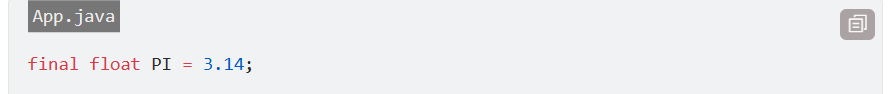 App.java
final float PI = 3.14;